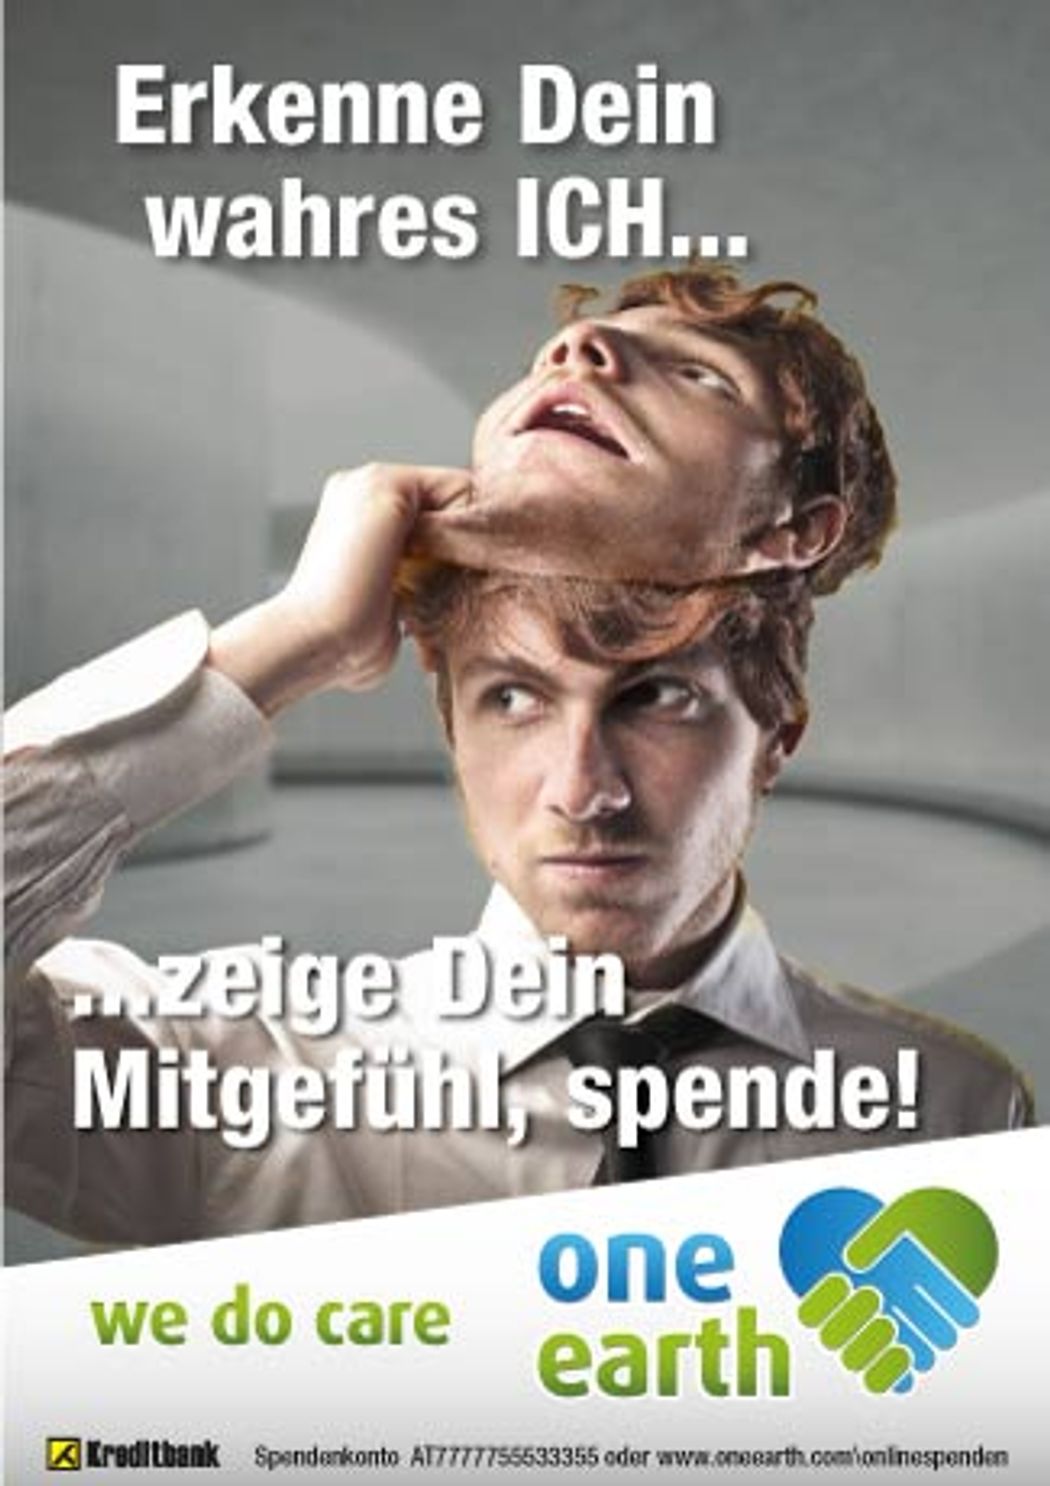 Erkenne Dein
wahres ICH...
...zeige Dein
Mitgefühl, spende!
we do care
one
earth
Kreditbank
Spendenkonto AT7777755533355 oder www.oneearth.com\onlinespenden